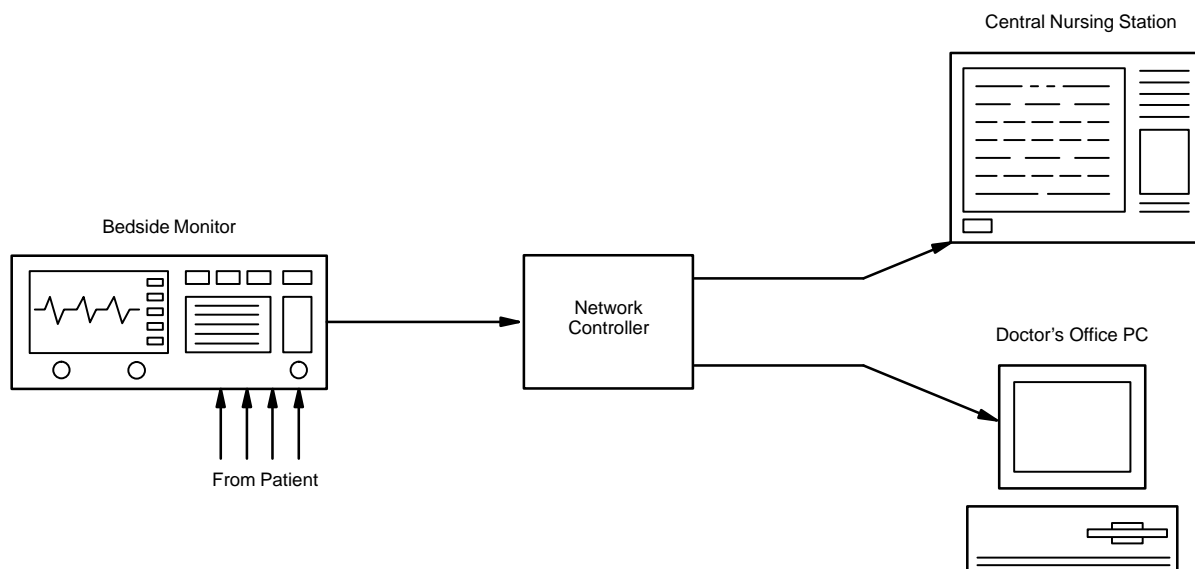 Central Nursing Station
Bedside Monitor
Network
Controller
Doctor's Office PC
From Patient